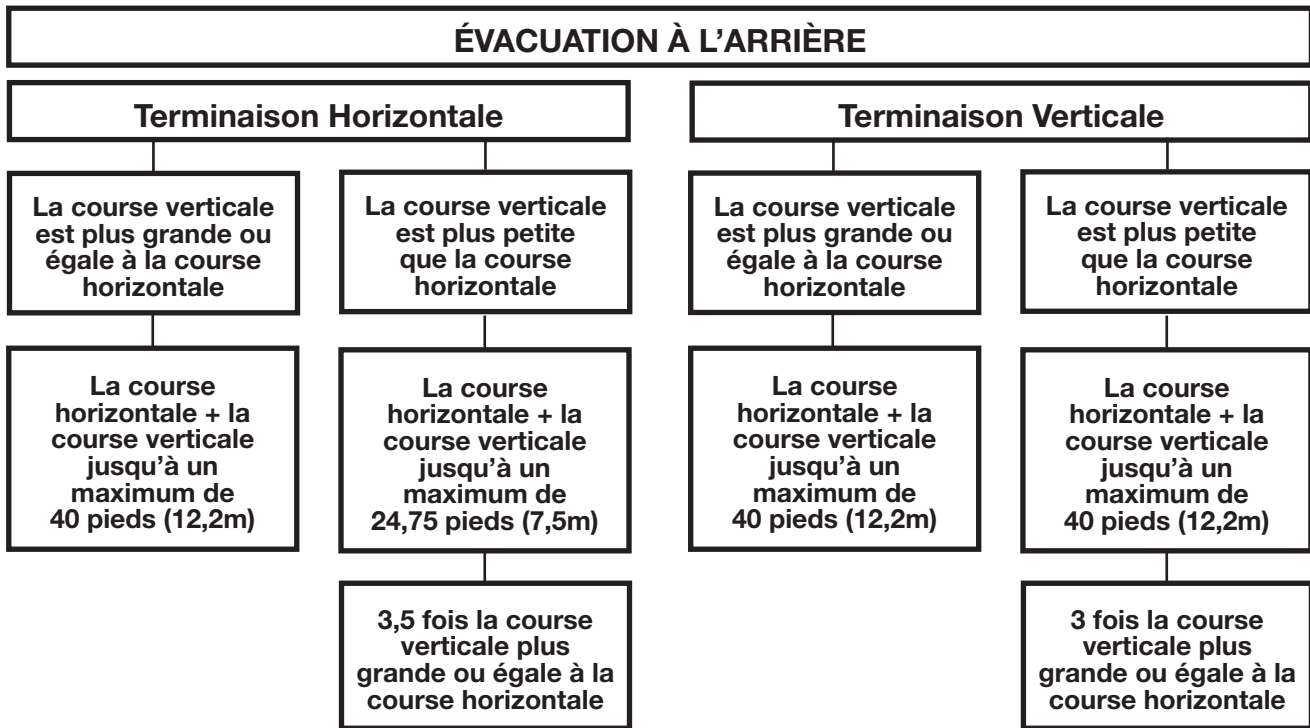 ÉVACUATION À L'ARRIÈRE
Terminaison Horizontale
La course verticale
est plus grande ou
égale à la course
horizontale
La course
horizontale + la
course verticale
jusqu'à un
maximum de
40 pieds (12,2m)
La course verticale
est plus petite
que la course
horizontale
La course
horizontale + la
course verticale
jusqu'à un
maximum de
24,75 pieds (7,5m)
3,5 fois la course
verticale plus
grande ou égale à la
course horizontale
Terminaison Verticale
La course verticale
est plus grande ou
égale à la course
horizontale
La course
horizontale + la
course verticale
jusqu'à un
maximum de
40 pieds (12,2m)
La course verticale
est plus petite
que la course
horizontale
La course
horizontale + la
course verticale
jusqu'à un
maximum de
40 pieds (12,2m)
3 fois la course
verticale plus
grande ou égale à la
course horizontale